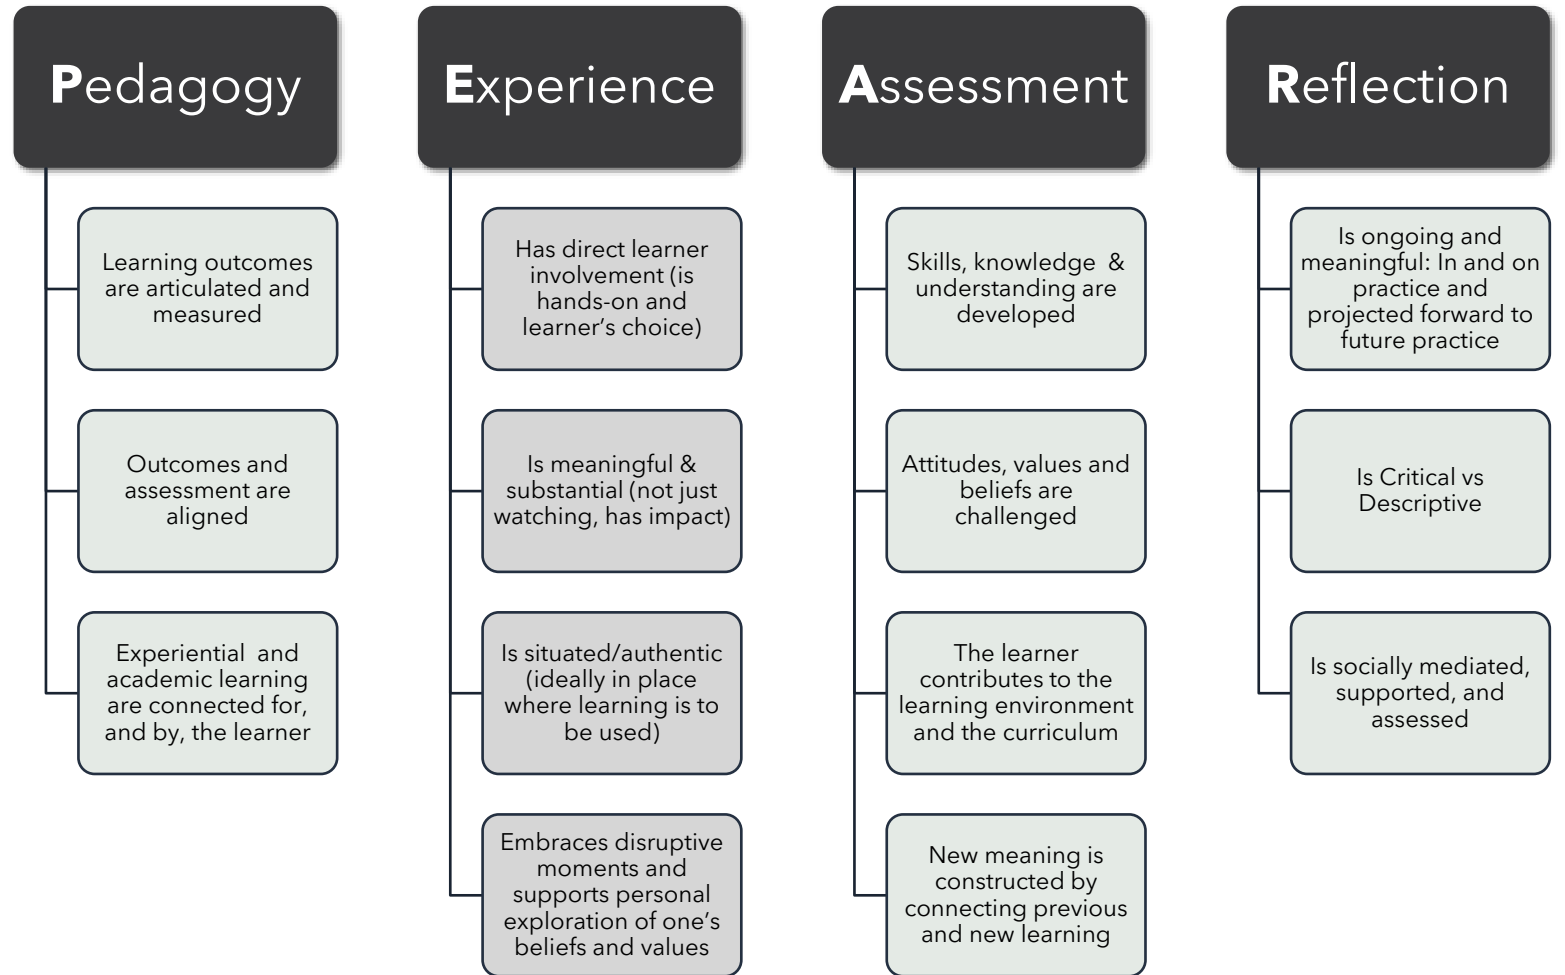 Pedagogy
Learning outcomes
are articulated and
measured
Outcomes and
assessment are
aligned
Experiential and
academic learning
are connected for,
and by, the learner
Experience
Has direct learner
involvement (is
hands-on and
learner’s choice)
Is meaningful &
substantial (not just
watching, has impact)
Is situated/authentic
(ideally in place
where learning is to
be used)
Embraces disruptive
moments and
supports personal
exploration of one’s
beliefs and values
Assessment
Skills, knowledge &
understanding are
developed
Attitudes, values and
beliefs are
challenged
The learner
contributes to the
learning environment
and the curriculum
New meaning is
constructed by
connecting previous
and new learning
Reflection
Is ongoing and
meaningful: In and on
practice and
projected forward to
future practice
Is Critical vs
Descriptive
Is socially mediated,
supported, and
assessed